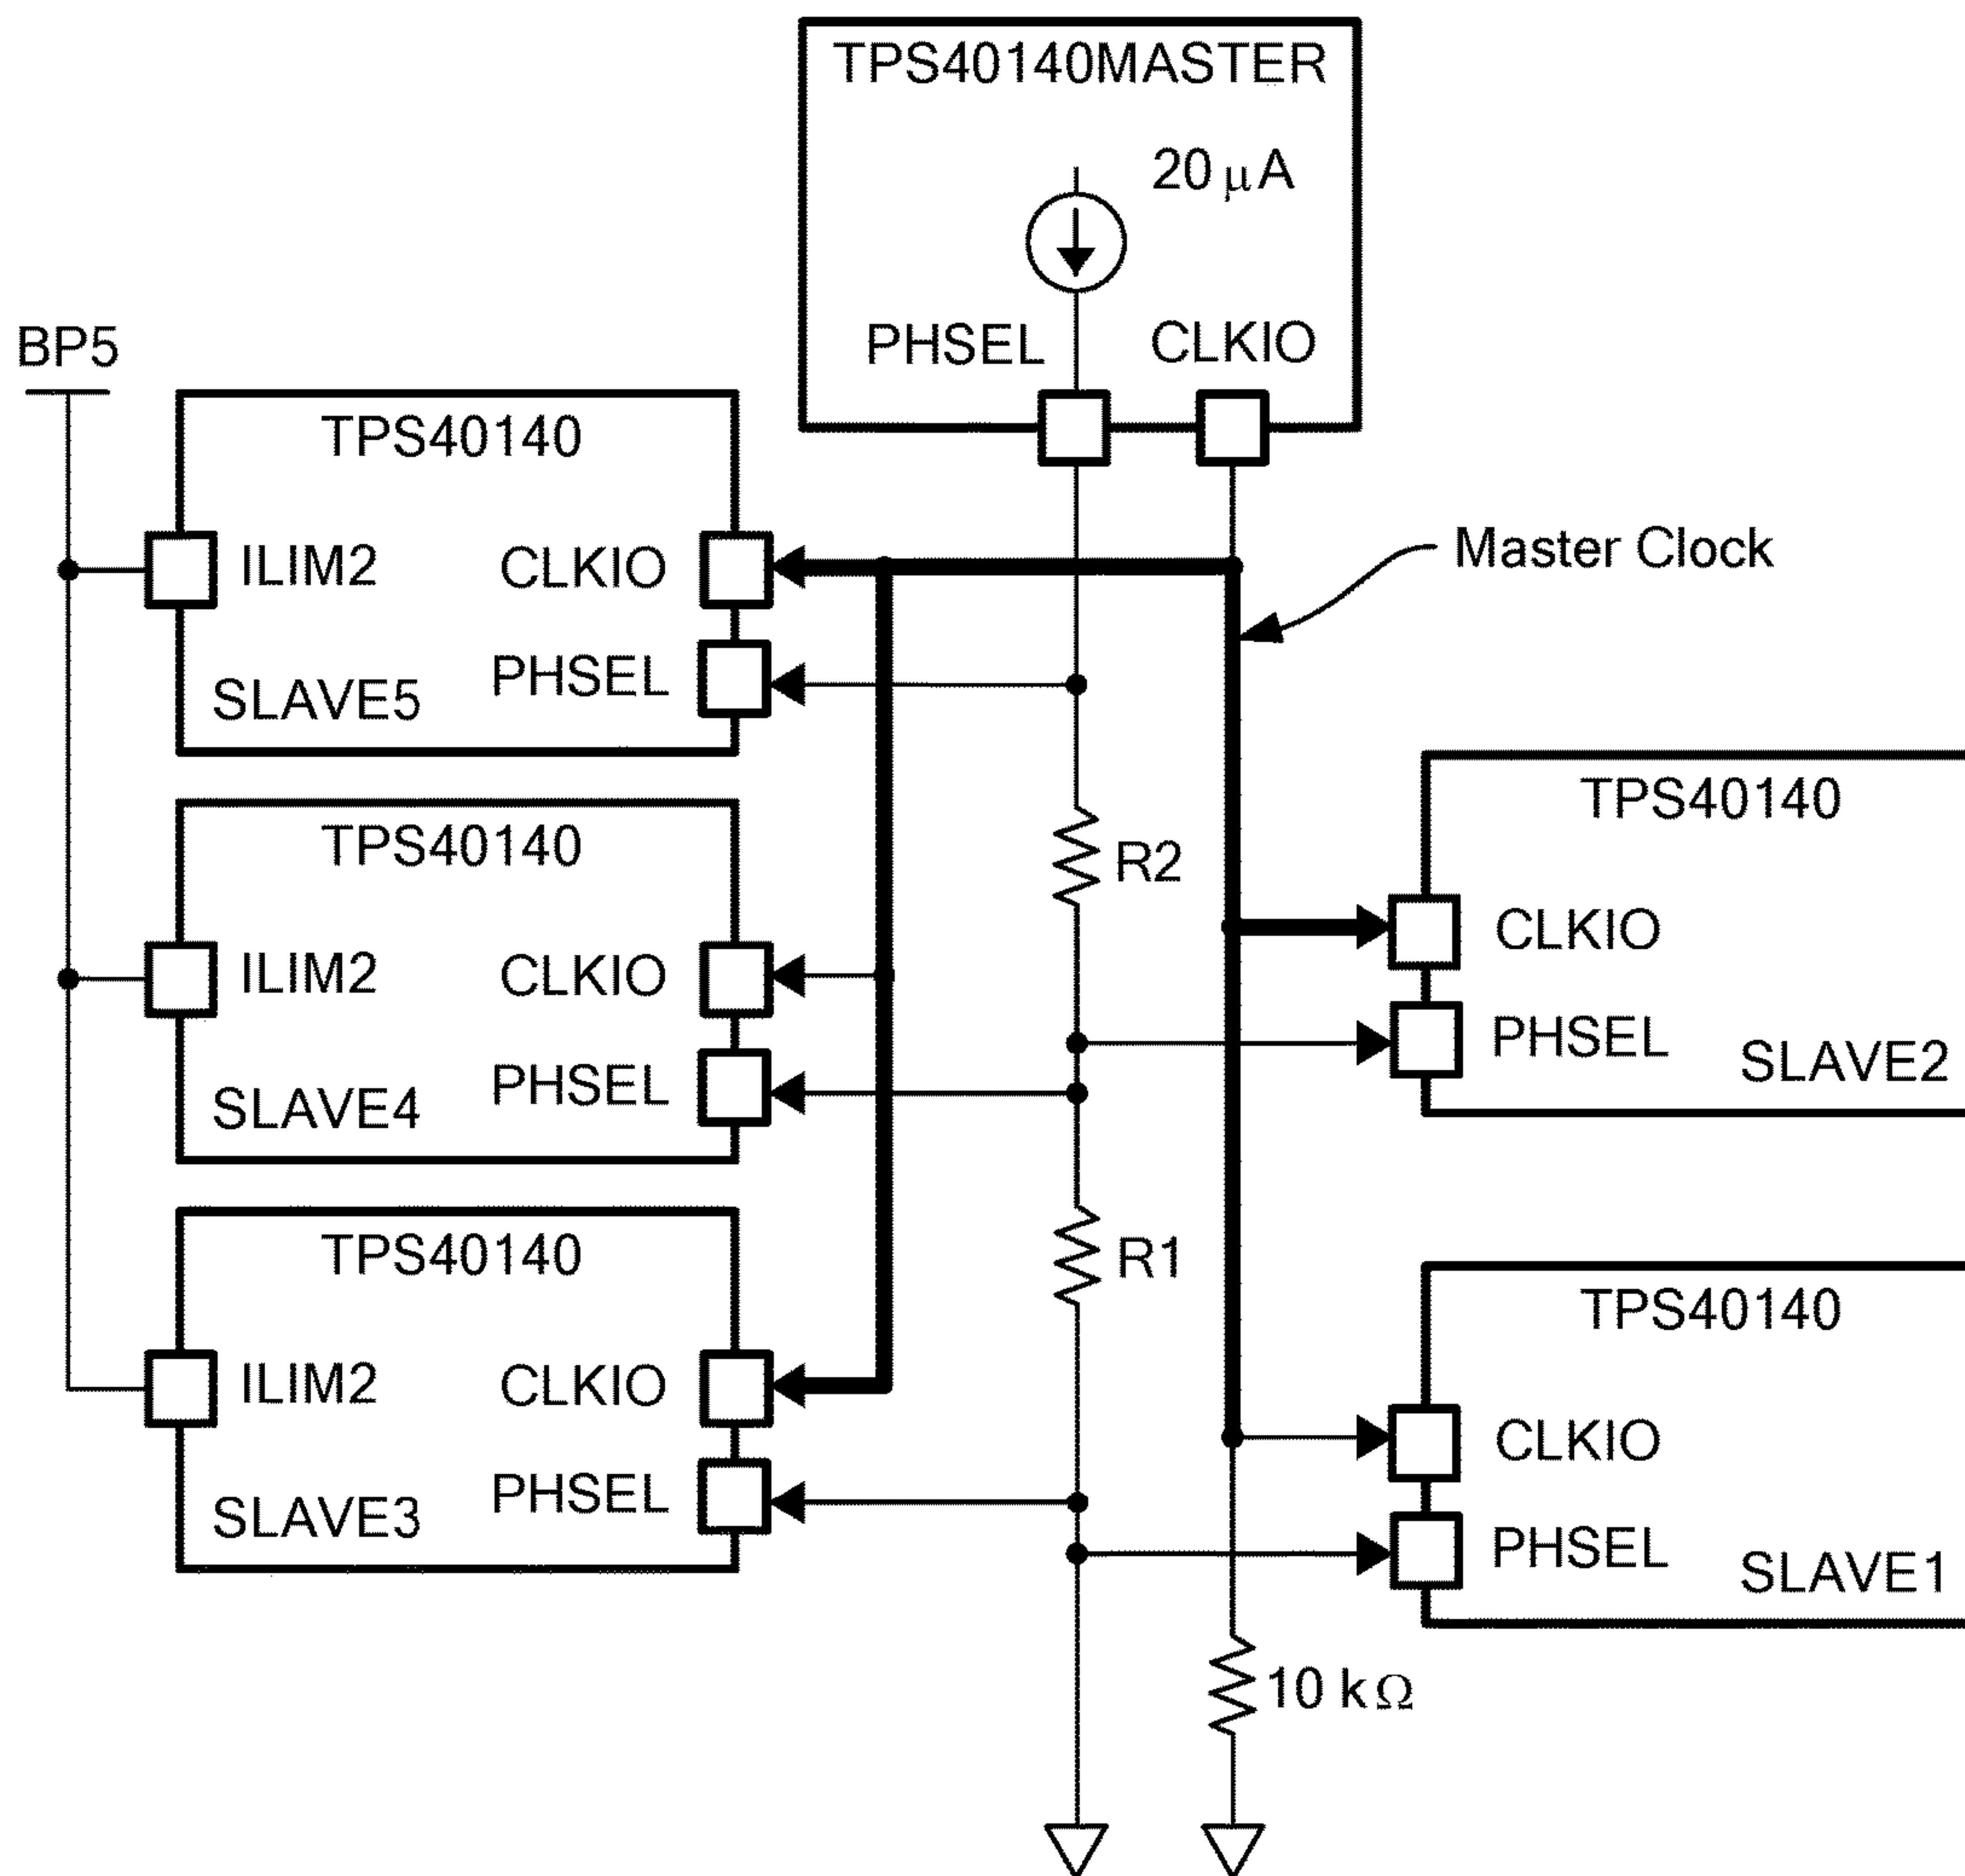 TPS40140MASTER
20 μA
PHSEL CLKIO
BP5
TPS40140
ILIM2 CLKIO
PHSEL
SLAVE5
Master Clock
TPS40140
ILIM2 CLKIO
PHSEL
SLAVE4
R2
TPS40140
CLKIO
PHSEL
SLAVE2
TPS40140
ILIM2 CLKIO
PHSEL
SLAVE3
R1
TPS40140
CLKIO
PHSEL
SLAVE1
10 kΩ